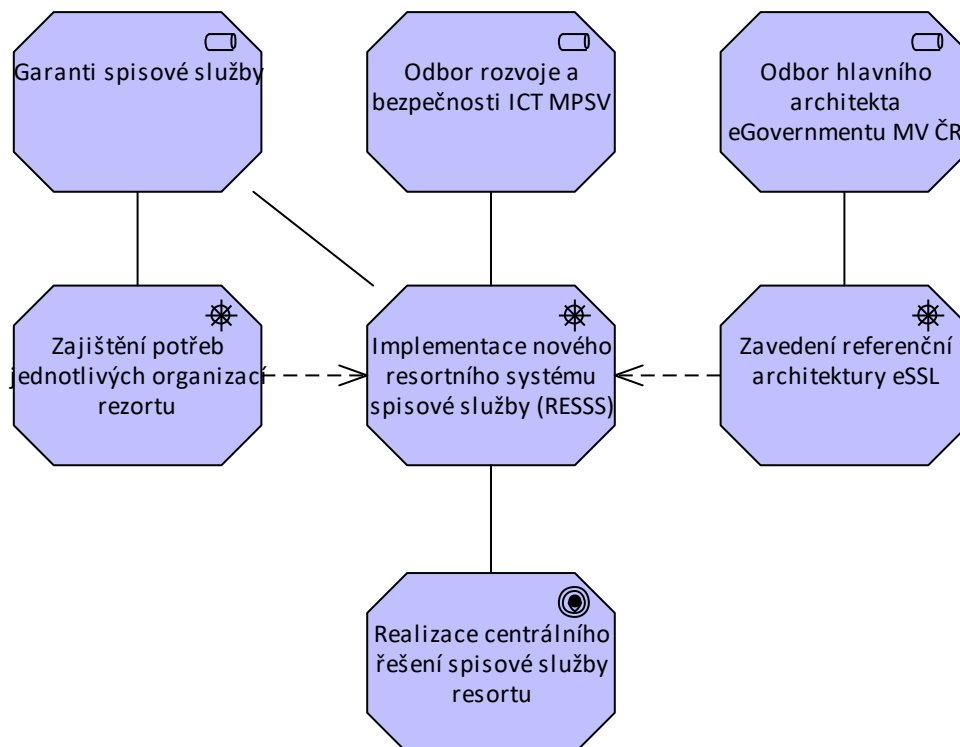 Garanti spisové služby
Odbor rozvoje a
bezpečnosti ICT MPSV
Odbor hlavního
architekta
eGovernmentu MV ČR
Zajištění potřeb
jednotlivých organizací
rezortu
Implementace nového
resortního systému
spisové služby (RESSS)
Zavedení referenční
architektury eSSL
Realizace centrálního
řešení spisové služby
resortu